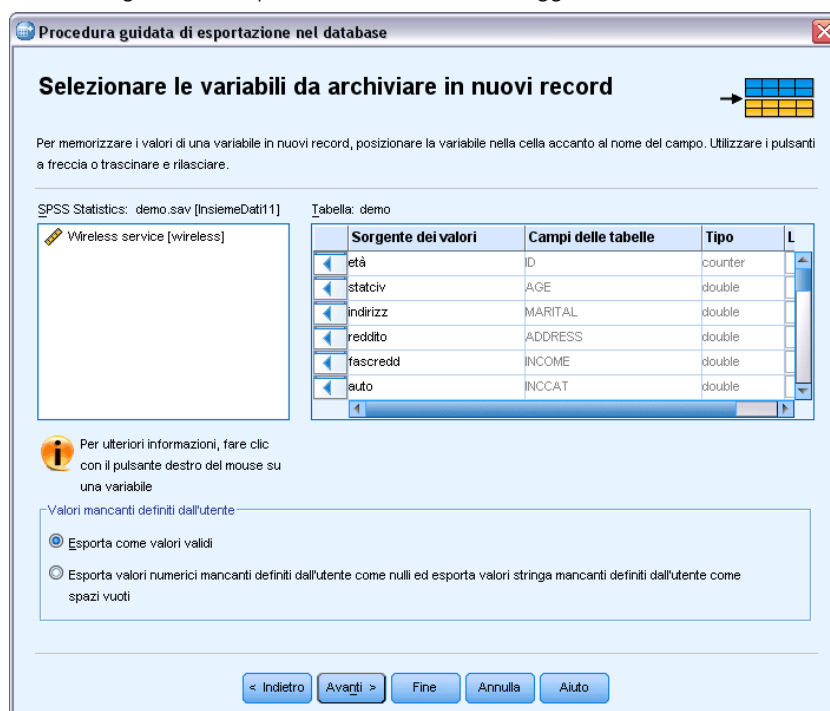 Procedura guidata di esportazione nel database
Selezionare le variabili da archiviare in nuovi record
Per memorizzare i valori di una variabile in nuovi record, posizionare la variabile nella cella accanto al nome del campo. Utilizzare i pulsanti
a freccia o trascinare e rilasciare.
SPSS Statistics: demo.sav [InsiemeDati11]
Tabella: demo
Wireless service [wireless]
Sorgente dei valori Campi delle tabelle Tipo L
età ID counter
statciv AGE double
indirizz MARITAL double
reddito ADDRESS double
fascredd INCOME double
auto INCCAT double
Per ulteriori informazioni, fare clic
con il pulsante destro del mouse su
una variabile
Valori mancanti definiti dall'utente
Esporta come valori validi
Esporta valori numerici mancanti definiti dall'utente come nulli ed esporta valori stringa mancanti definiti dall'utente come
spazi vuoti
< Indietro Avanti > Fine Annulla Aiuto